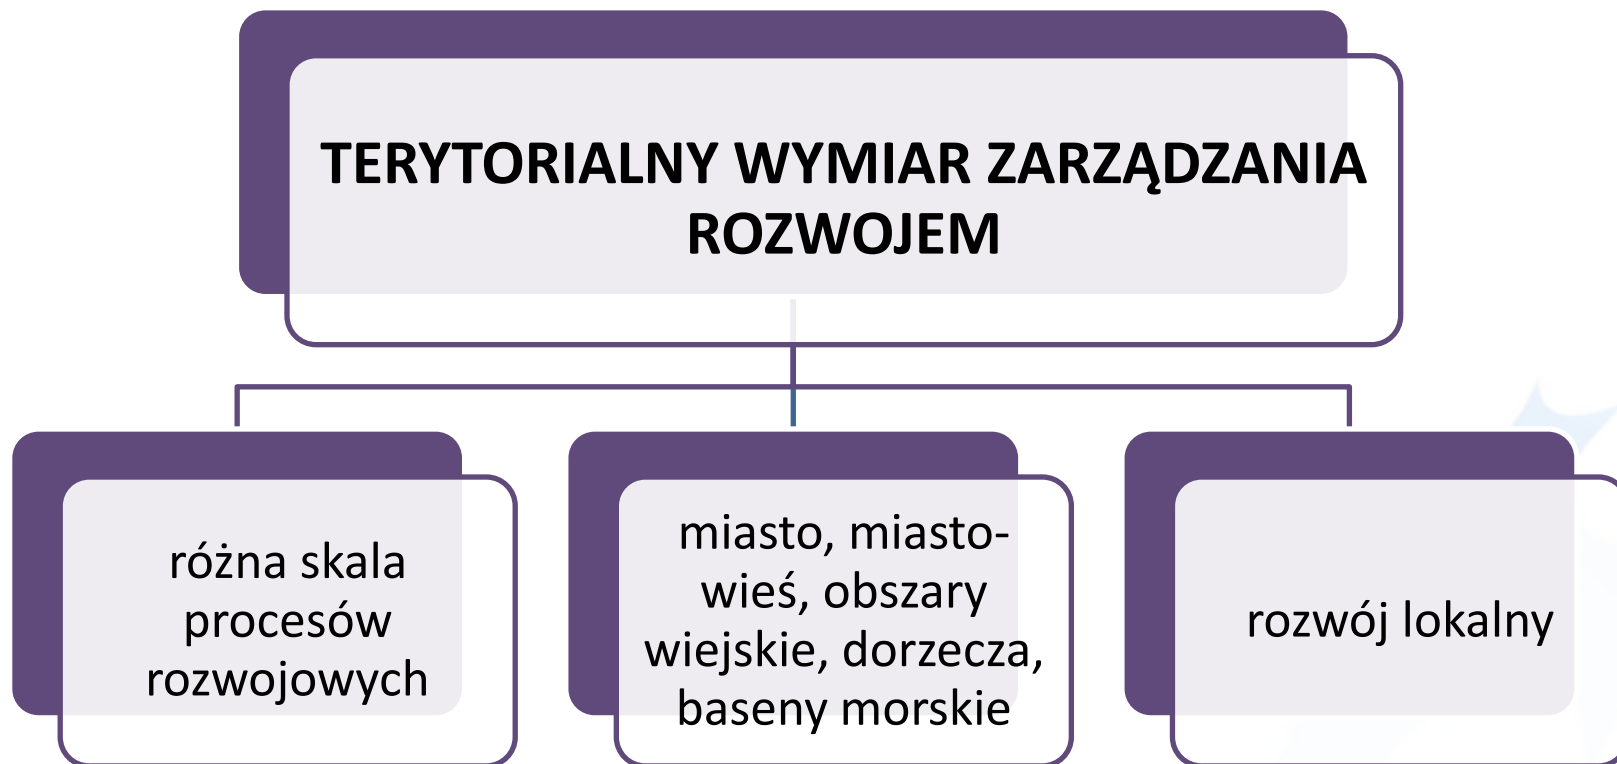 TERYTORIALNY WYMIAR ZARZĄDZANIA
ROZWOJEM
różna skala
procesów
rozwojowych
miasto, miasto-
wieś, obszary
wiejskie, dorzecza,
baseny morskie
rozwój lokalny